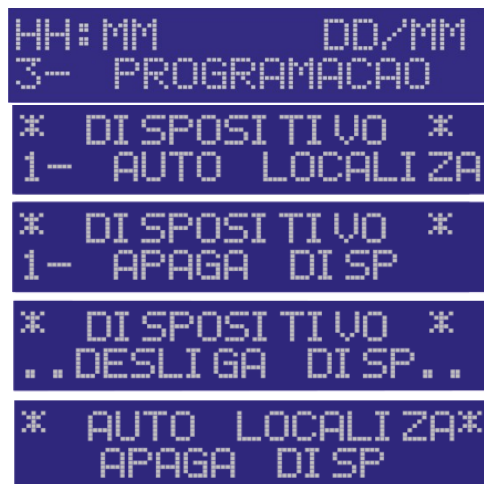 HH:MM DD/MM
3- PROGRAMACAO
* DISPOSITIVO *
1- AUTO LOCALIZA
* DISPOSITIVO *
1- APAGA DISP
* DISPOSITIVO *
..DESLIGA DISP..
* AUTO LOCALIZA*
APAGA DISP